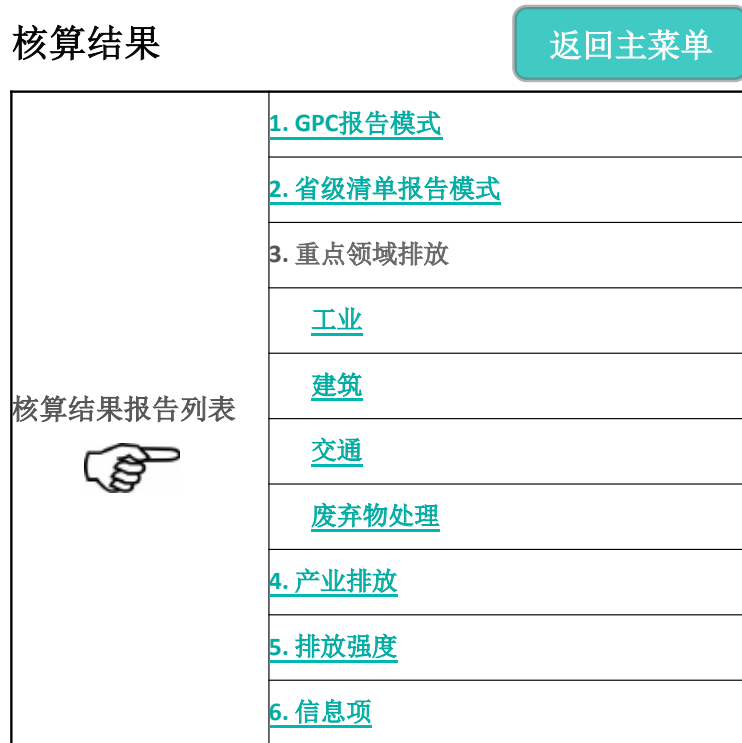 核算结果
返回主菜单
核算结果报告列表
1. GPC报告模式
2. 省级清单报告模式
3. 重点领域排放
工业
建筑
交通
废弃物处理
4. 产业排放
5. 排放强度
6. 信息项